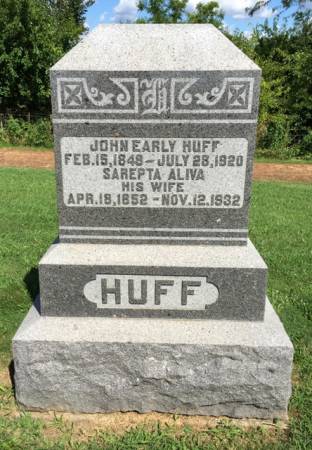 H
JOHN EARLY HUFF
FEB. 15, 1849 – JULY 28, 1920
SAREPTA ALIVA
HIS WIFE
APR. 19, 1852 – NOV. 12, 1932
HUFF